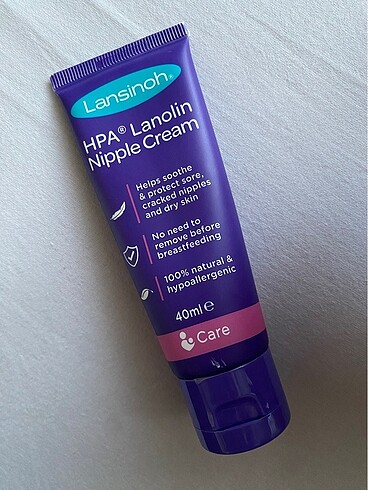 Lansinoh®
HPA® Lanolin
Nipple Cream
Helps soothe
& protect sore,
cracked nipples
and dry skin
No need to
remove before
breastfeeding
100% natural &
hypoallergenic
40ml ℮
Care